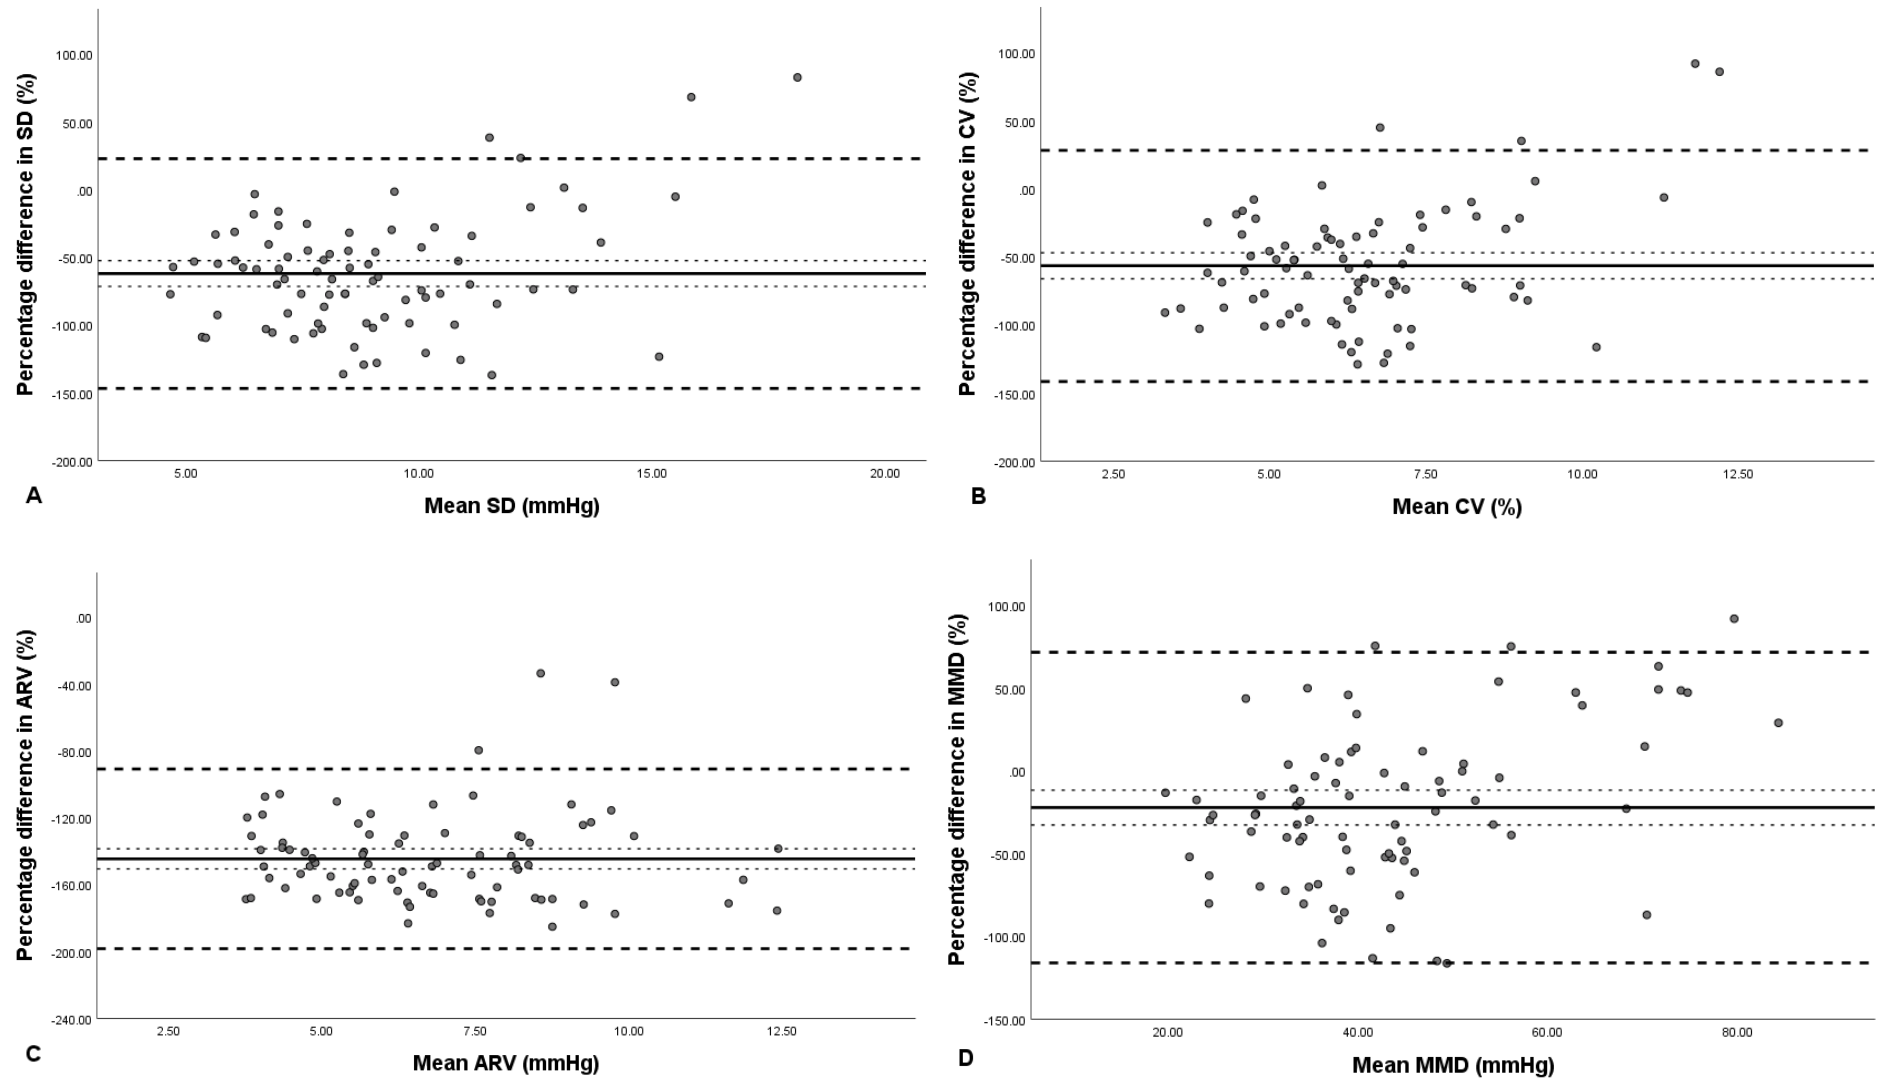 Percentage difference in SD (%)
100.00
50.00
.00
-50.00
-100.00
-150.00
-200.00
5.00 10.00 15.00 20.00
Mean SD (mmHg)
A
Percentage difference in CV (%)
100.00
50.00
.00
-50.00
-100.00
-150.00
-200.00
2.50 5.00 7.50 10.00 12.50
Mean CV (%)
B
Percentage difference in ARV (%)
.00
-40.00
-80.00
-120.00
-160.00
-200.00
-240.00
2.50 5.00 7.50 10.00 12.50
Mean ARV (mmHg)
C
Percentage difference in MMD (%)
100.00
50.00
.00
-50.00
-100.00
-150.00
20.00 40.00 60.00 80.00
Mean MMD (mmHg)
D